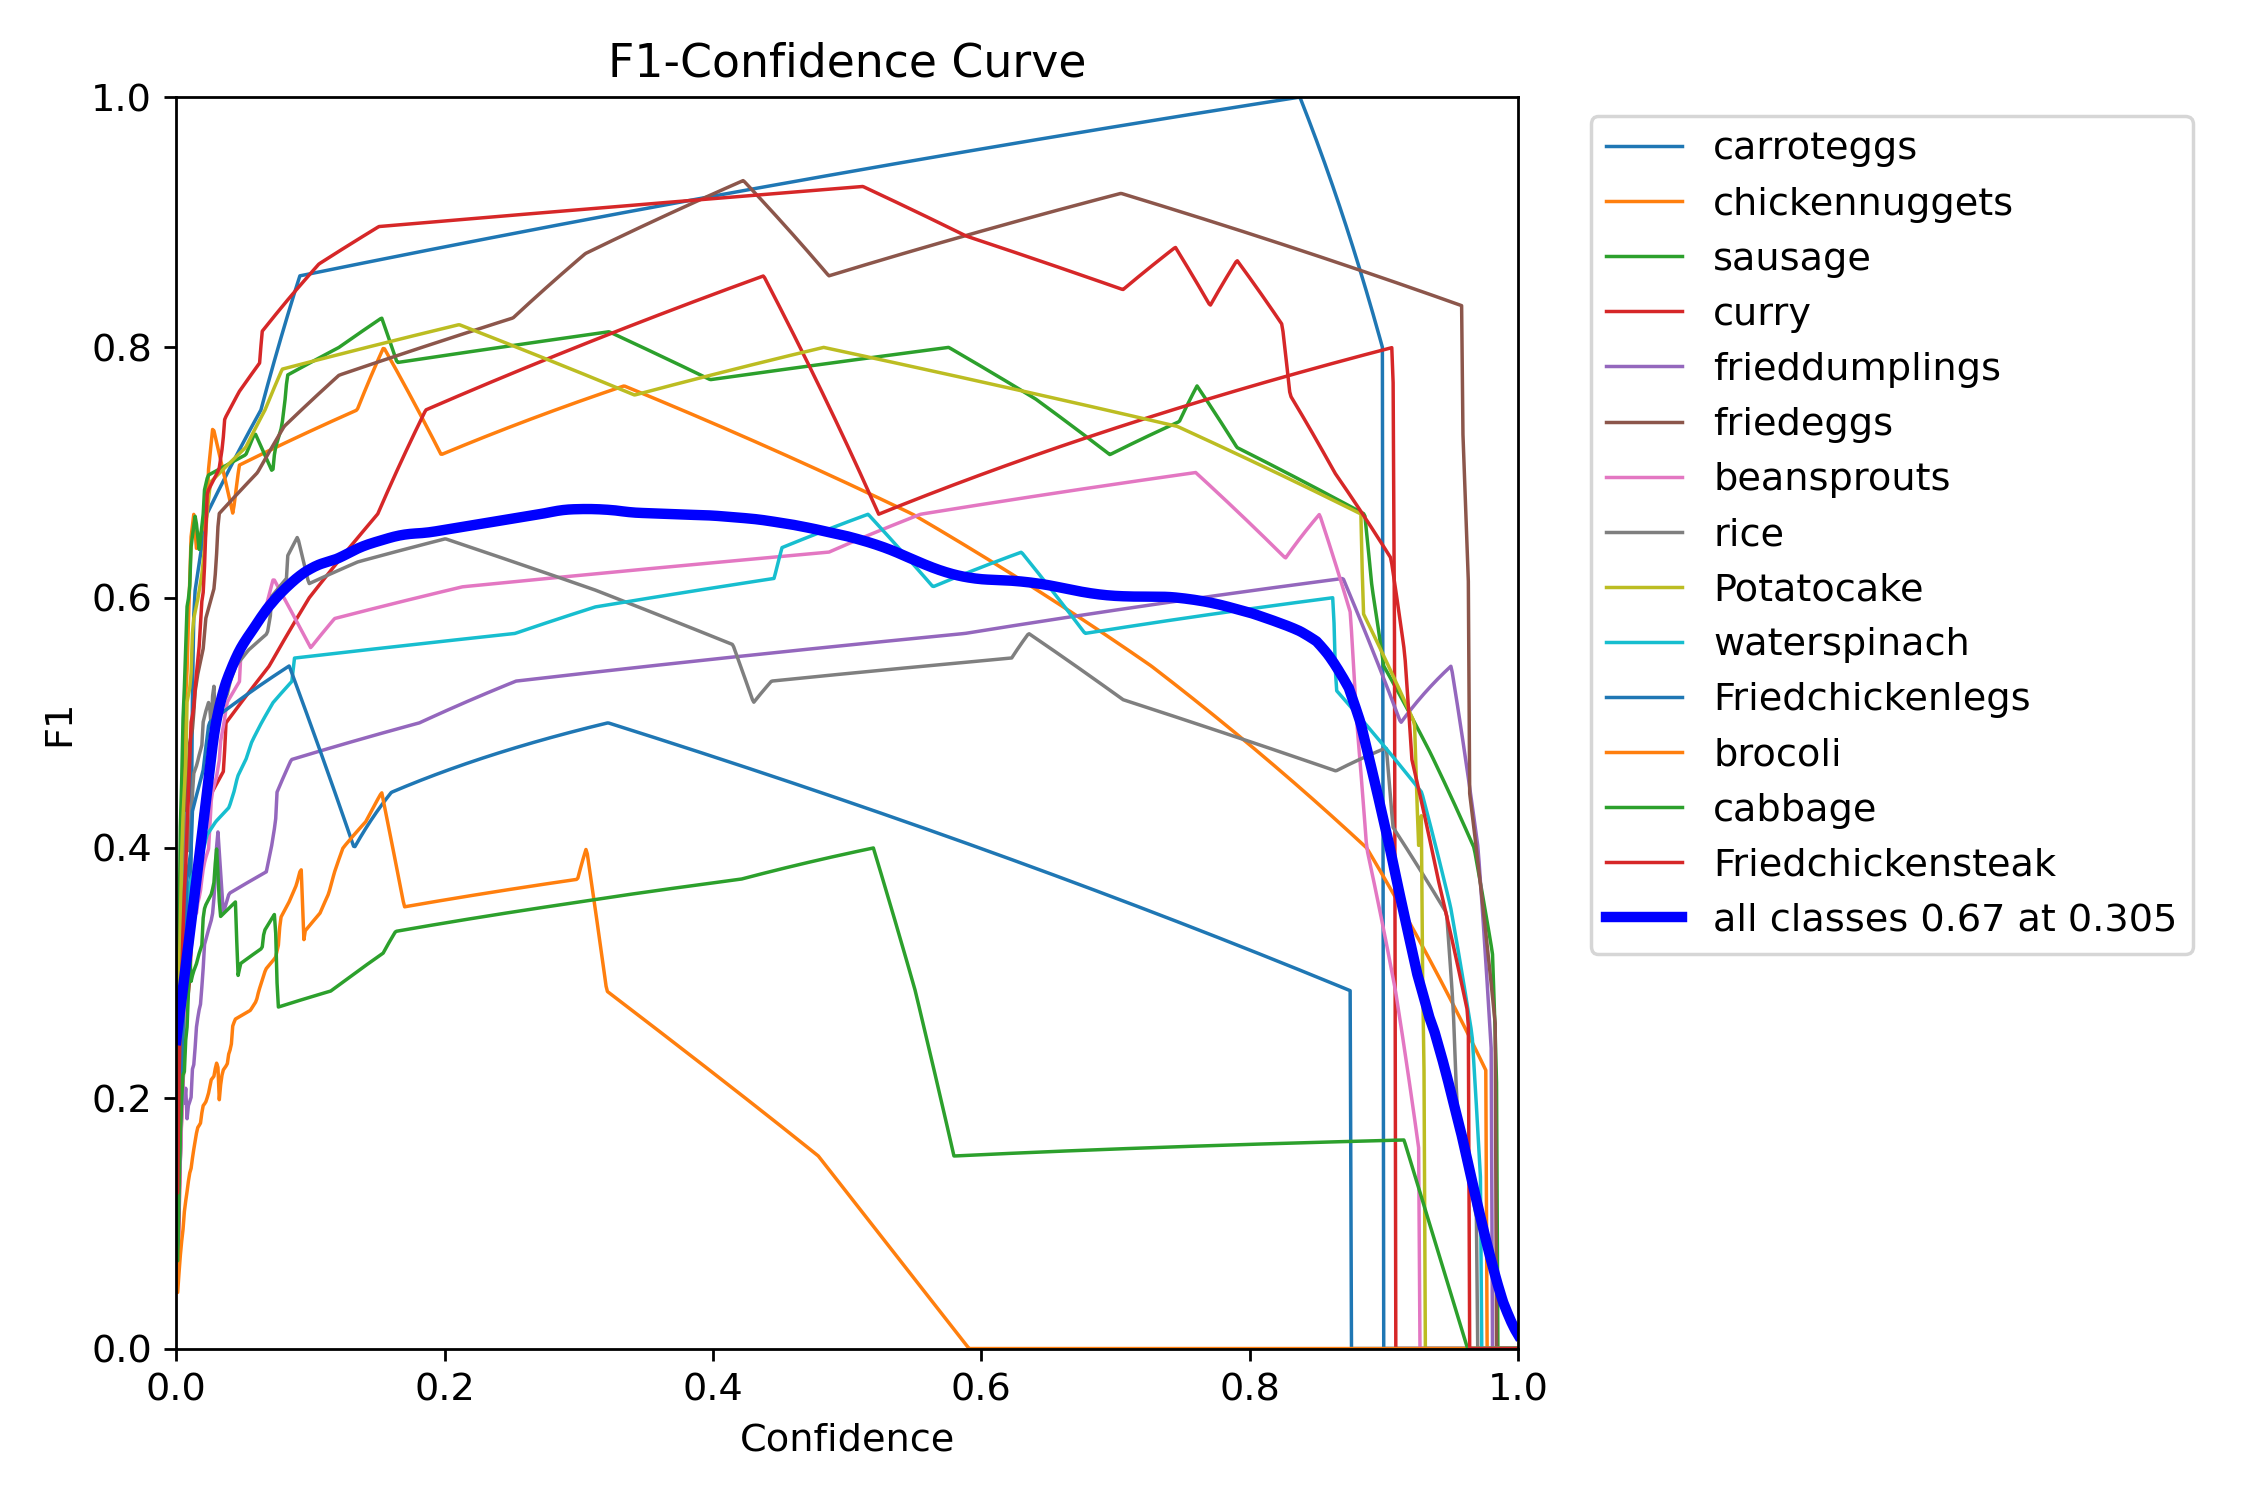 F1-Confidence Curve
1.0
0.8
0.6
0.4
0.2
0.0
F1
0.0 0.2 0.4 0.6 0.8 1.0
Confidence
carroteggs
chickennuggets
sausage
curry
frieddumplings
friedeggs
beansprouts
rice
Potatocake
waterspinach
Friedchickenlegs
brocoli
cabbage
Friedchickensteak
all classes 0.67 at 0.305